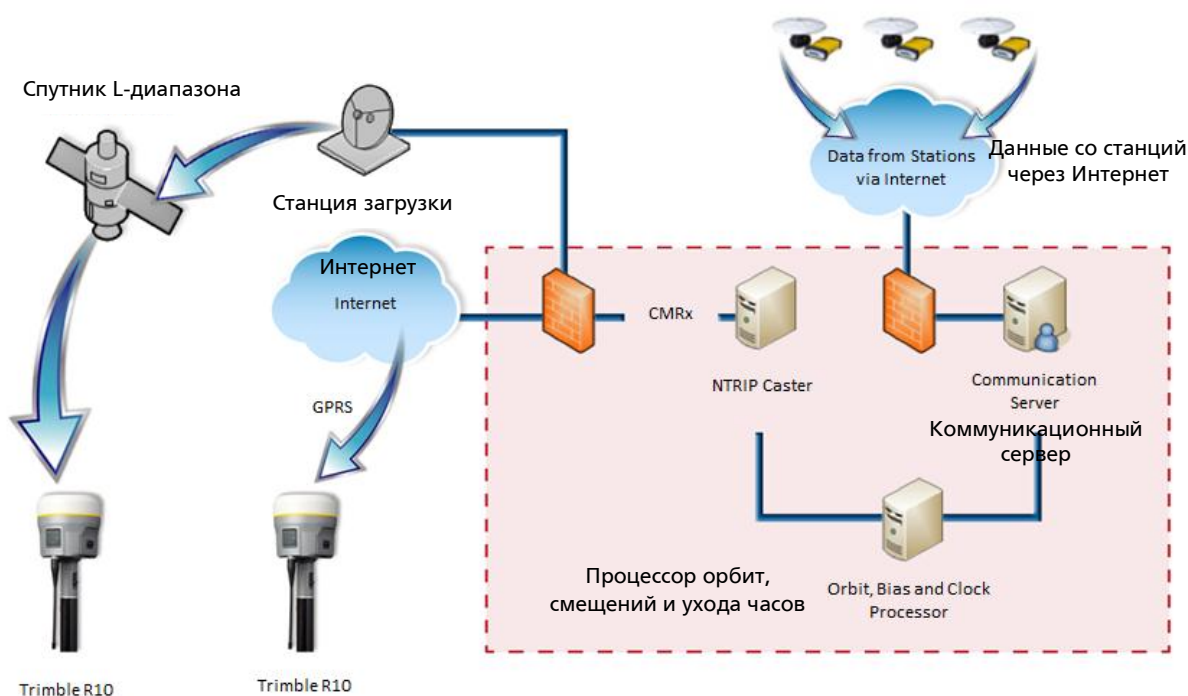 Спутник L-диапазона
Станция загрузки
Data from Stations
via Internet
Данные со станций
через Интернет
Интернет
Internet
GPRS
CMRx
NTRIP Caster
Communication
Server
Коммуникационный
сервер
Процессор орбит,
смещений и ухода часов
Orbit, Bias and Clock
Processor
Trimble R10
Trimble R10